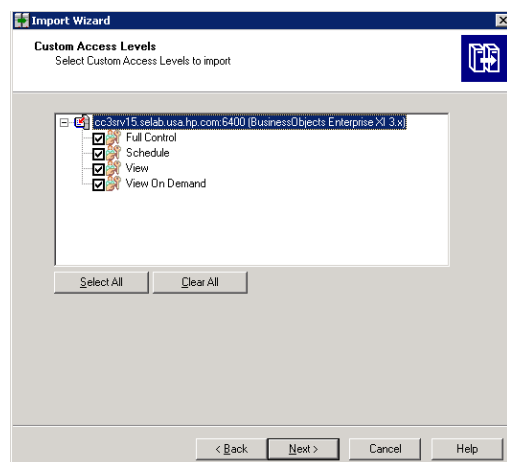 Import Wizard
Custom Access Levels
Select Custom Access Levels to import
cc3srv15.selab.usa.hp.com:6400 (BusinessObjects Enterprise XI 3.x)
Full Control
Schedule
View
View On Demand
Select All
Clear All
< Back
Next >
Cancel
Help